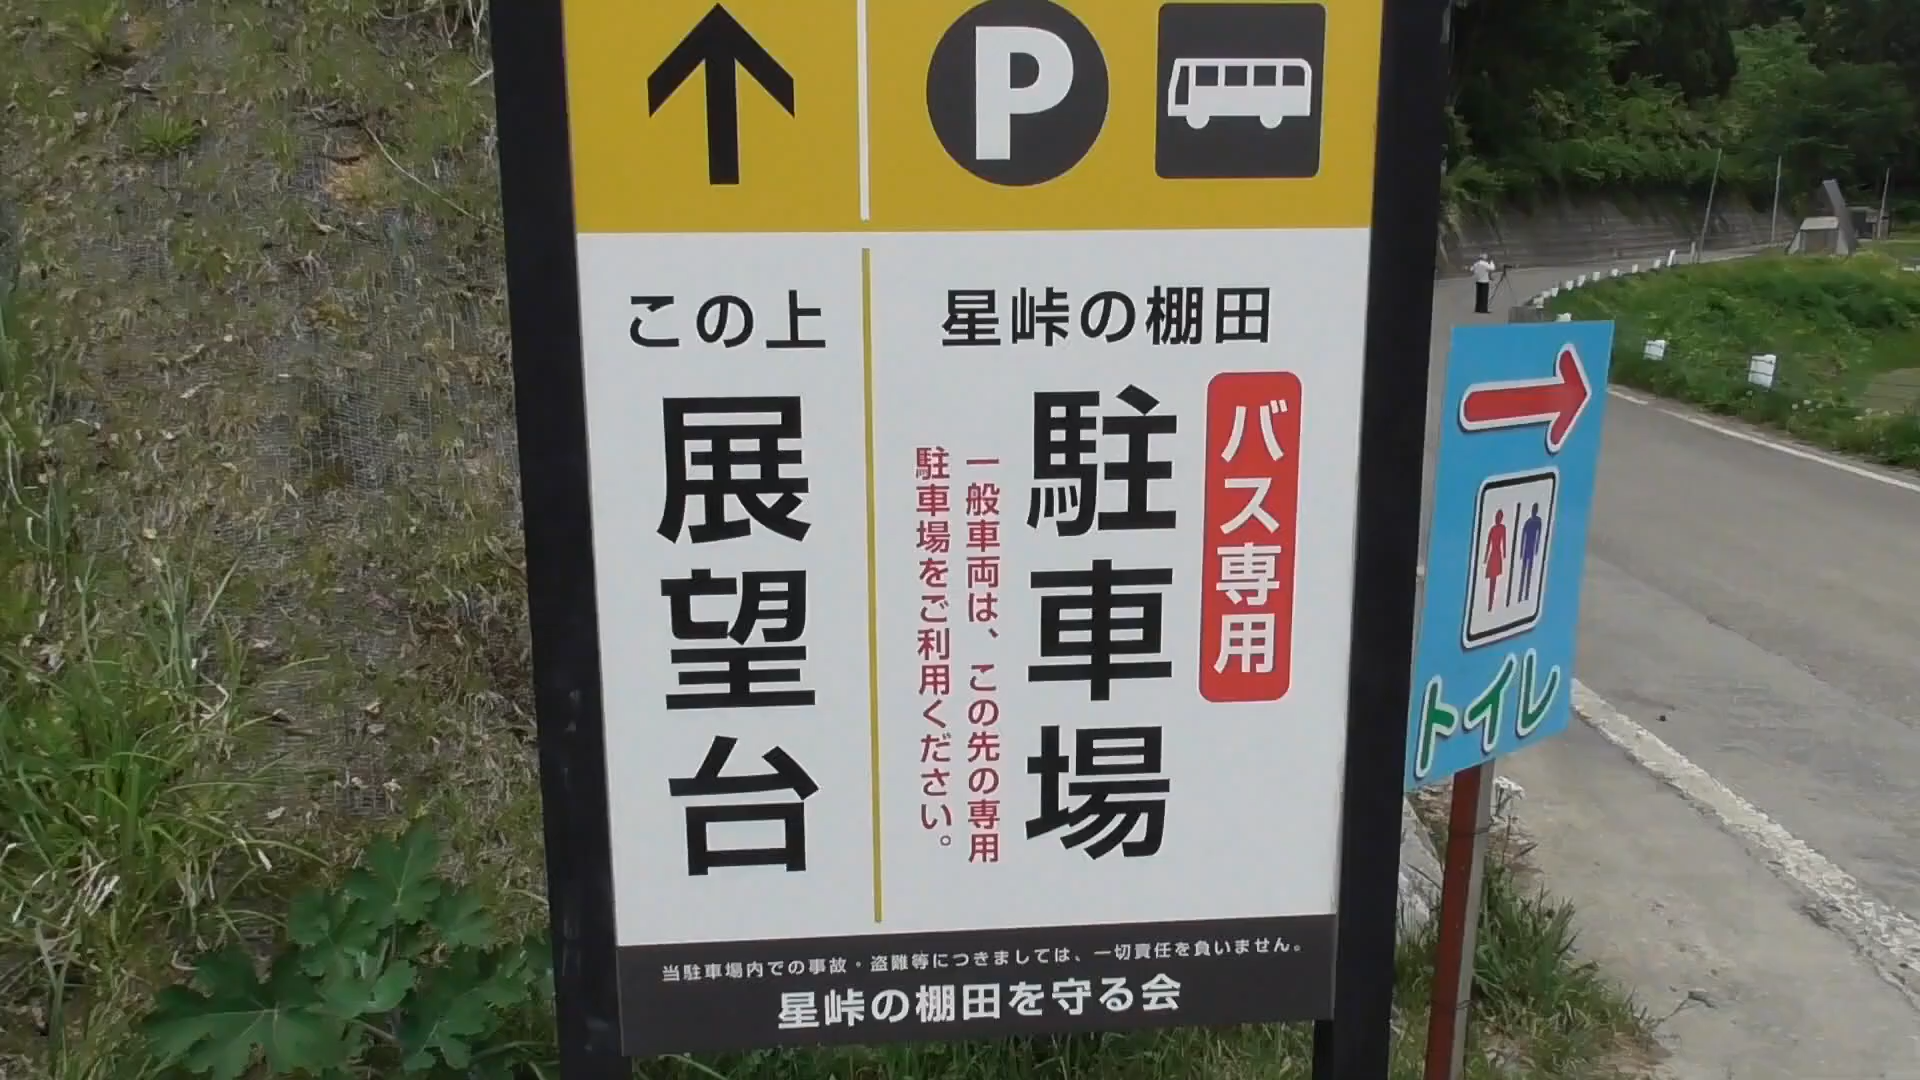 P
この上
展望台
星峠の棚田
バス専用
駐車場
一般車両は、この先の専用
駐車場をご利用ください。
当駐車場内での事故・盗難等につきましては、一切責任を負いません。
星峠の棚田を守る会
トイレ